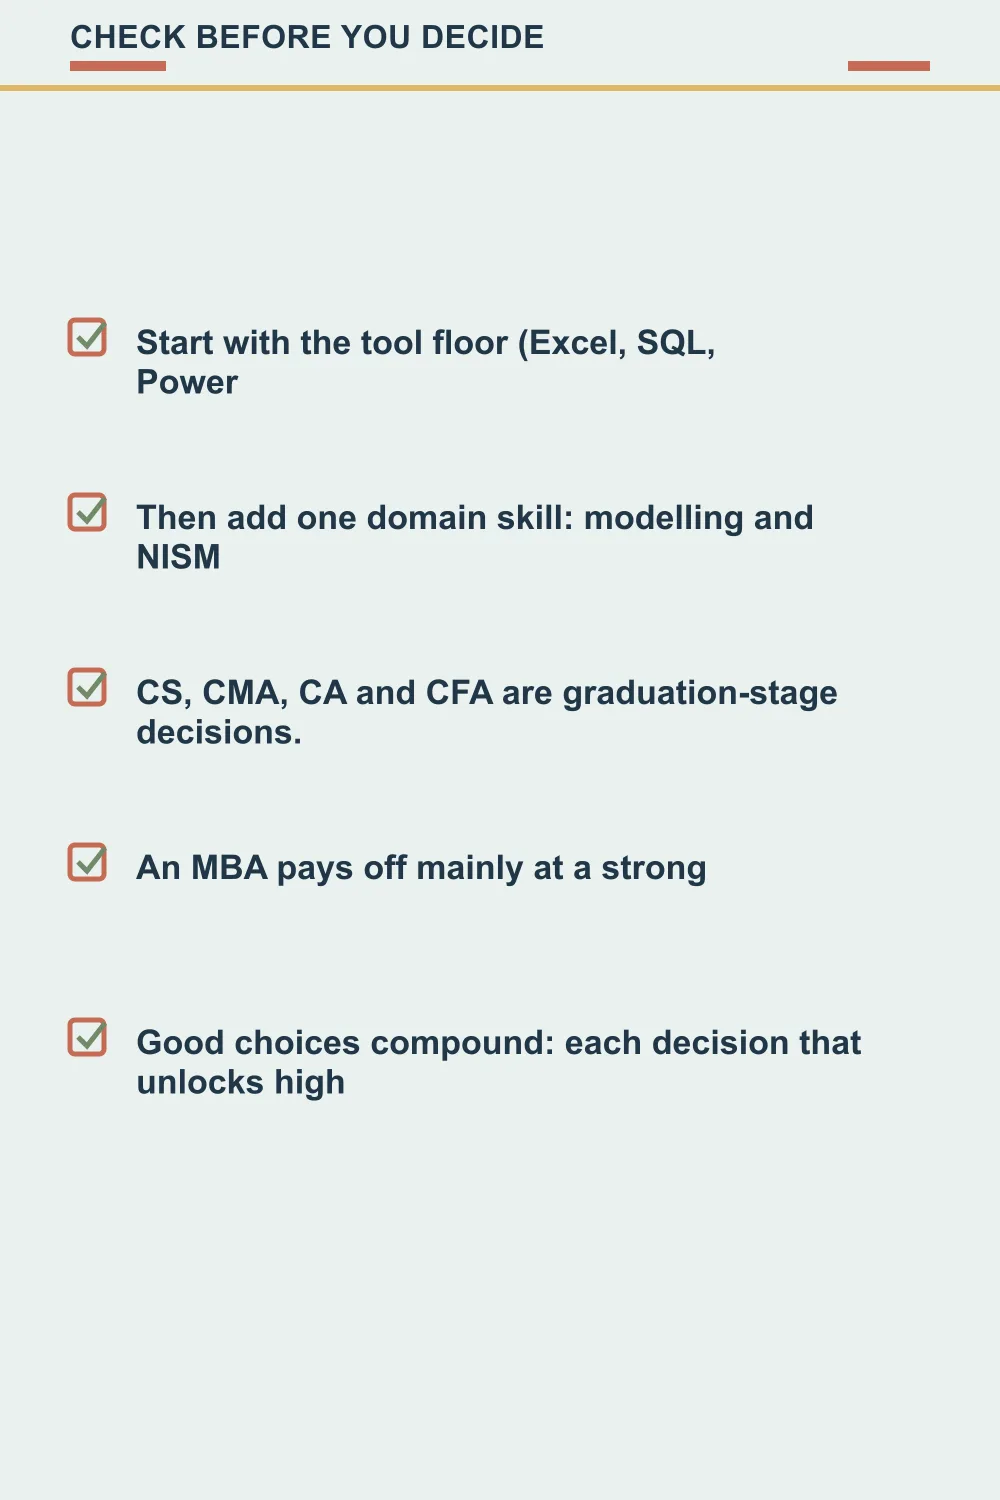 CHECK BEFORE YOU DECIDE
Start with the tool floor (Excel, SQL,
Power
Then add one domain skill: modelling and
NISM
CS, CMA, CA and CFA are graduation-stage
decisions.
An MBA pays off mainly at a strong
Good choices compound: each decision that
unlocks high